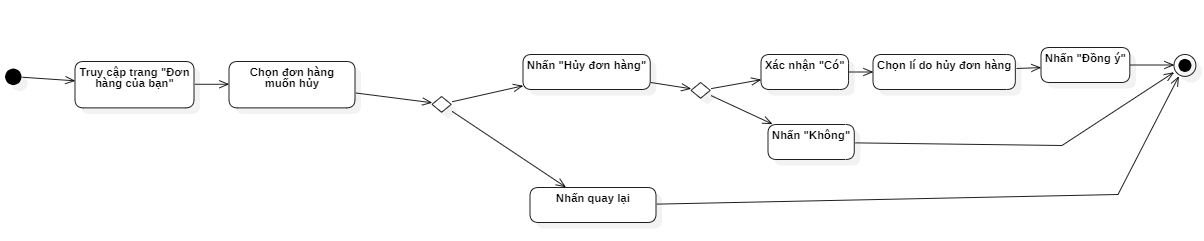 Truy cập trang "Đơn
hàng của bạn"
Chọn đơn hàng
muốn hủy
Nhấn "Hủy đơn hàng"
Xác nhận "Có"
Chọn lí do hủy đơn hàng
Nhấn "Đồng ý"
Nhấn "Không"
Nhấn quay lại